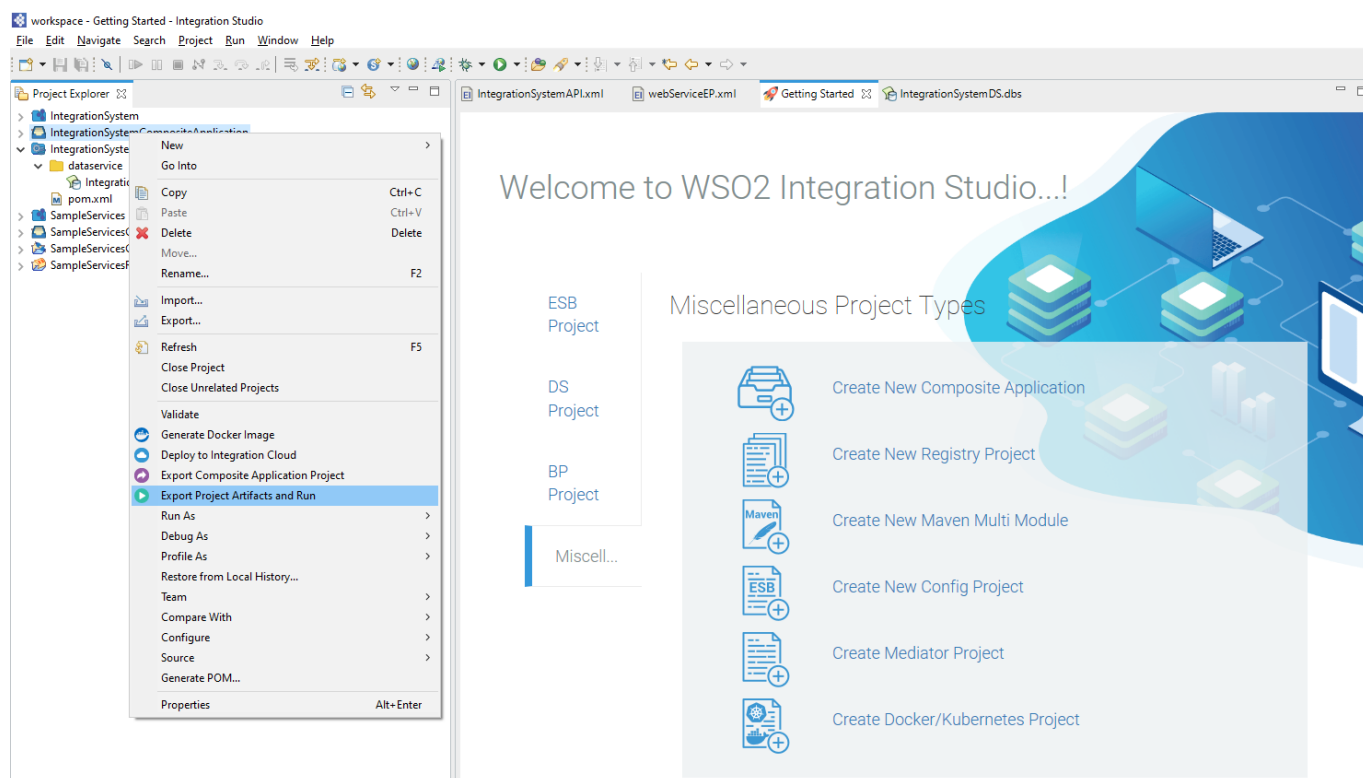 workspace - Getting Started - Integration Studio
File Edit Navigate Search Project Run Window Help
Project Explorer
IntegrationSystemAPI.xml webServiceEP.xml Getting Started IntegrationSystemDS.dbs
IntegrationSystem
IntegrationSystemCompositeApplication
IntegrationSyste
dataservice
Integratio
pom.xml
SampleServices
SampleServicesC
SampleServicesC
SampleServicesR
New
Go Into
Copy Ctrl+C
Paste Ctrl+V
Delete Delete
Move...
Rename... F2
Import...
Export...
Refresh F5
Close Project
Close Unrelated Projects
Validate
Generate Docker Image
Deploy to Integration Cloud
Export Composite Application Project
Export Project Artifacts and Run
Run As
Debug As
Profile As
Restore from Local History...
Team
Compare With
Configure
Source
Generate POM...
Properties Alt+Enter
Welcome to WSO2 Integration Studio...!
ESB
Project
DS
Project
BP
Project
Miscell...
Miscellaneous Project Types
Create New Composite Application
Create New Registry Project
Maven
Create New Maven Multi Module
ESB
Create New Config Project
Create Mediator Project
Create Docker/Kubernetes Project